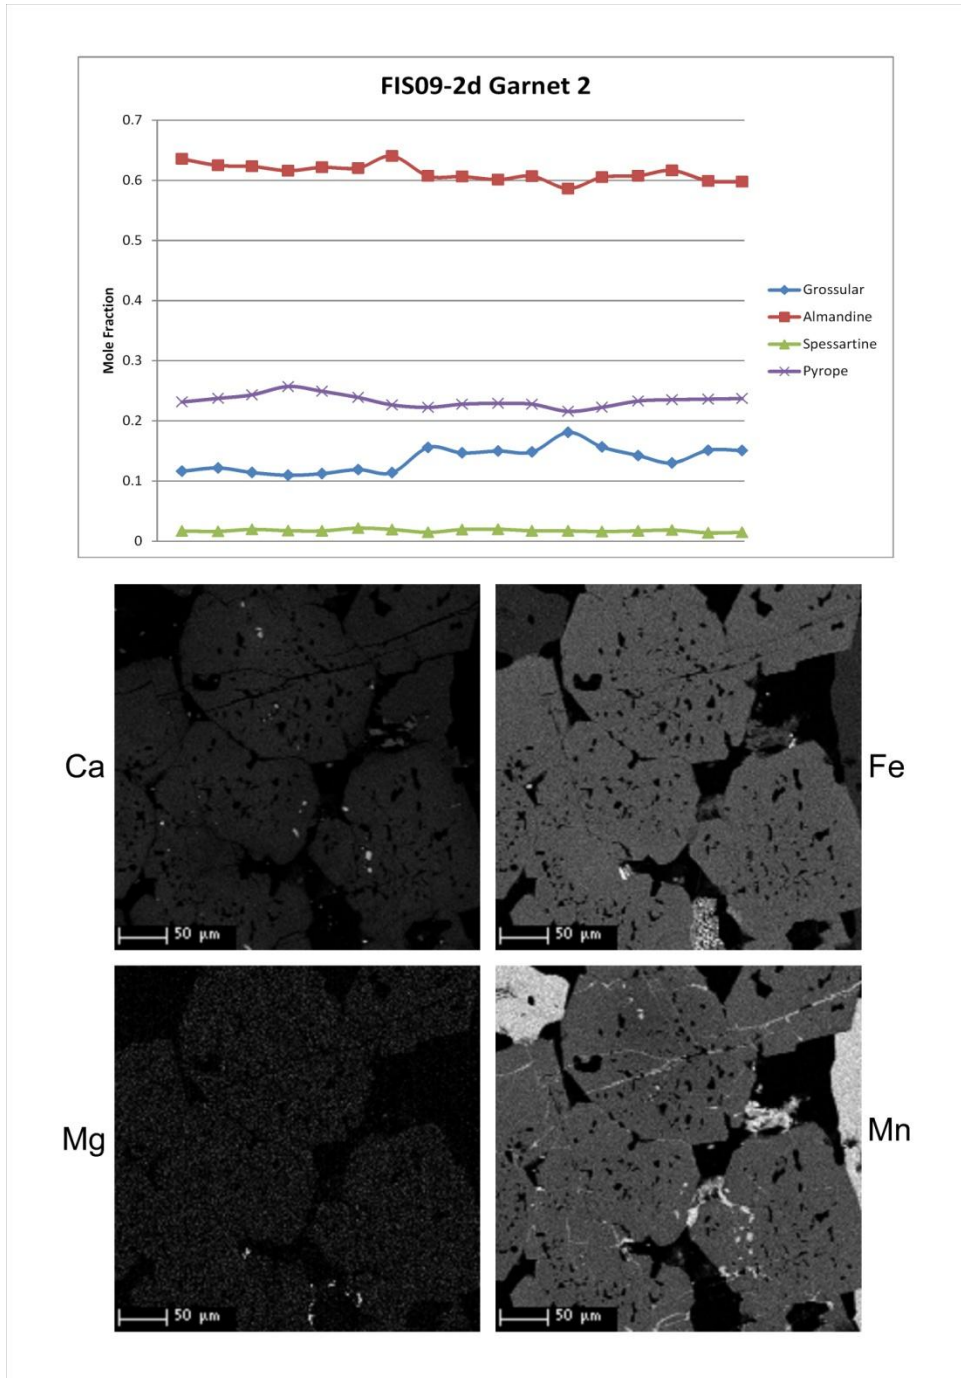 FIS09-2d Garnet 2
0.7
0.6
0.5
0.4
0.3
0.2
0.1
0
Mole Fraction
Grossular
Almandine
Spessartine
Pyrope
Ca
Fe
50 μm
50 μm
Mg
Mn
50 μm
50 μm